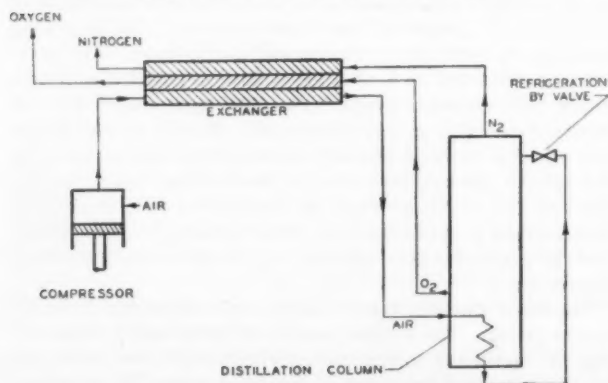 OXYGEN
NITROGEN
EXCHANGER
REFRIGERATION
BY VALVE
N2
AIR
COMPRESSOR
O2
AIR
DISTILLATION COLUMN